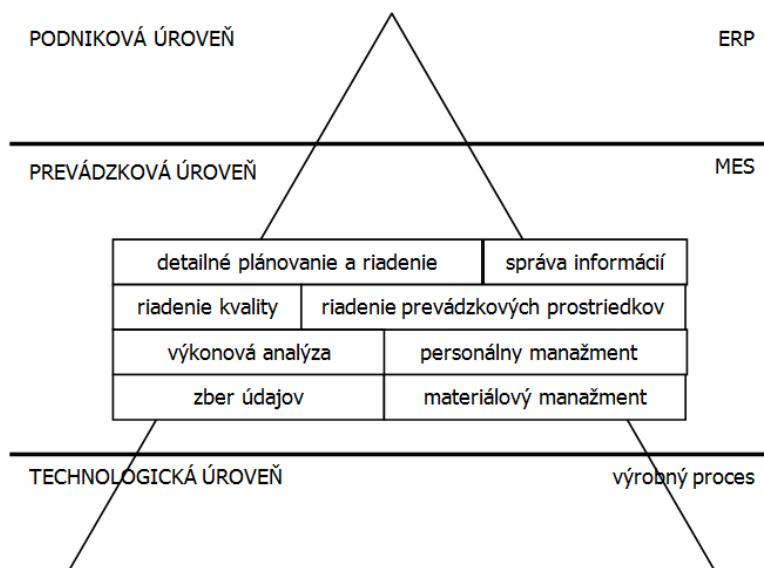 PODNIKOVÁ ÚROVEŇ
ERP
PREVÁDZKOVÁ ÚROVEŇ
MES
detailné plánovanie a riadenie
správa informácií
riadenie kvality
riadenie prevádzkových prostriedkov
výkonová analýza
personálny manažment
zber údajov
materiálový manažment
TECHNOLOGICKÁ ÚROVEŇ
výrobný proces